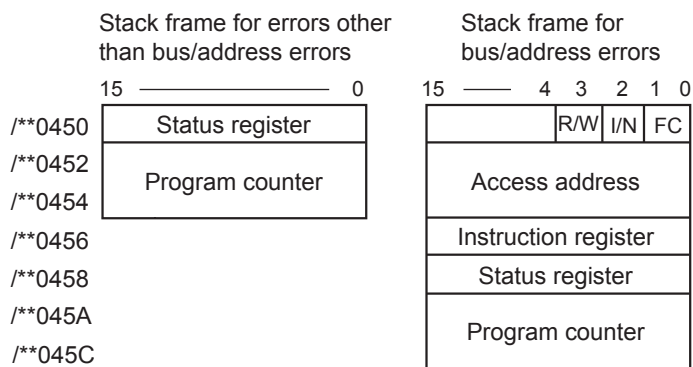 Stack frame for errors other
than bus/address errors
Stack frame for
bus/address errors
15 0
15 4 3 2 1 0
/**0450 Status register R/W I/N FC
/**0452
Program counter Access address
/**0454
/**0456 Instruction register
/**0458 Status register
/**045A
Program counter
/**045C